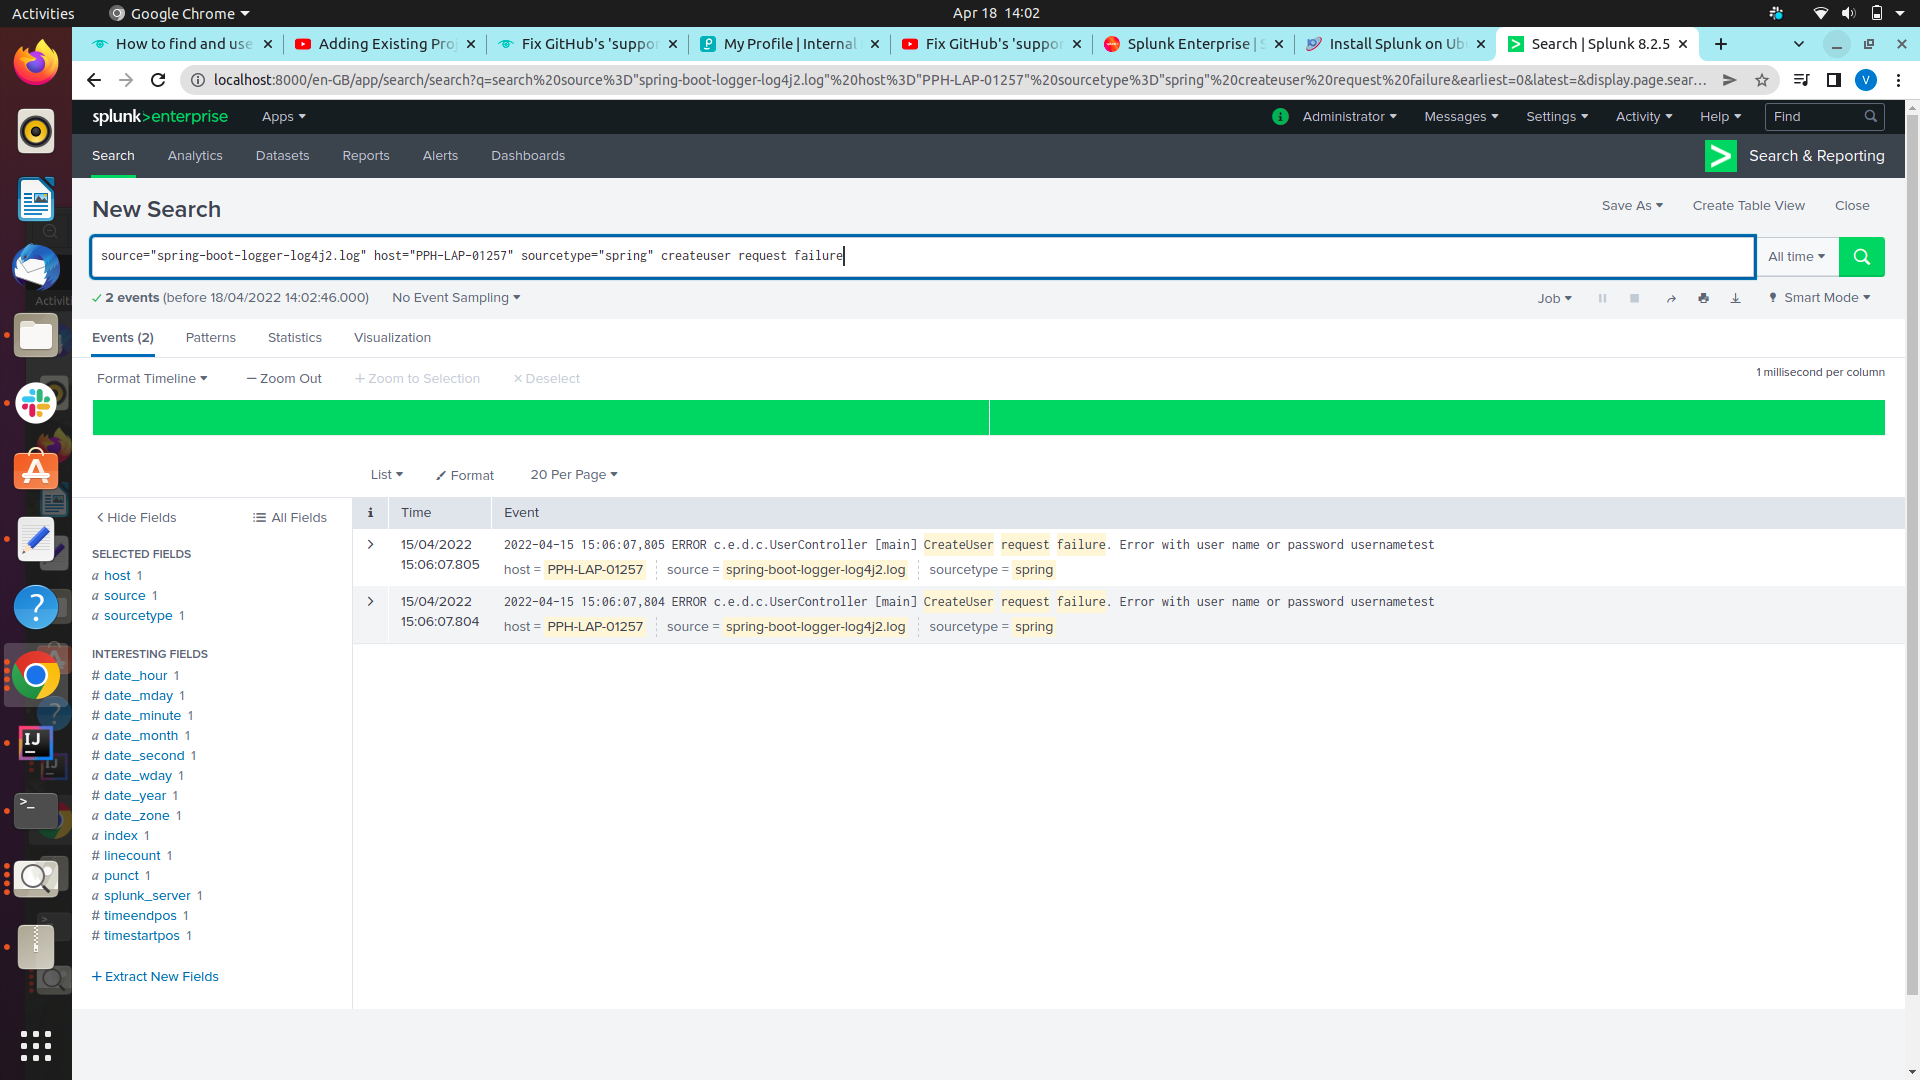 Activities
Google Chrome
Apr 18 14:02
How to find and use
Adding Existing Proj
Fix GitHub's 'suppor
My Profile | Internal
Fix GitHub's 'suppor
Splunk Enterprise | S
Install Splunk on Ub
Search | Splunk 8.2.5
localhost:8000/en-GB/app/search/search?q=search%20source%3D"spring-boot-logger-log4j2.log"%20host%3D"PPH-LAP-01257"%20sourcetype%3D"spring"%20createuser%20request%20failure&earliest=0&latest=&display.page.sear...
V
splunk>enterprise
Apps
Administrator
Messages
Settings
Activity
Help
Find
Search
Analytics
Datasets
Reports
Alerts
Dashboards
Search & Reporting
New Search
Save As
Create Table View
Close
source="spring-boot-logger-log4j2.log" host="PPH-LAP-01257" sourcetype="spring" createuser request failure
All time
2 events (before 18/04/2022 14:02:46.000)
No Event Sampling
Job
Smart Mode
Events (2)
Patterns
Statistics
Visualization
Format Timeline
Zoom Out
+ Zoom to Selection
× Deselect
1 millisecond per column
List
Format
20 Per Page
Hide Fields
All Fields
i
Time
Event
SELECTED FIELDS
a host 1
a source 1
a sourcetype 1
INTERESTING FIELDS
# date_hour 1
# date_mday 1
# date_minute 1
a date_month 1
# date_second 1
a date_wday 1
# date_year 1
a date_zone 1
a index 1
# linecount 1
a punct 1
a splunk_server 1
# timeendpos 1
# timestartpos 1
+ Extract New Fields
15/04/2022
15:06:07.805
2022-04-15 15:06:07,805 ERROR c.e.d.c.UserController [main] CreateUser request failure. Error with user name or password usernametest
host = PPH-LAP-01257 source = spring-boot-logger-log4j2.log sourcetype = spring
15/04/2022
15:06:07.804
2022-04-15 15:06:07,804 ERROR c.e.d.c.UserController [main] CreateUser request failure. Error with user name or password usernametest
host = PPH-LAP-01257 source = spring-boot-logger-log4j2.log sourcetype = spring
Activiti
IJ